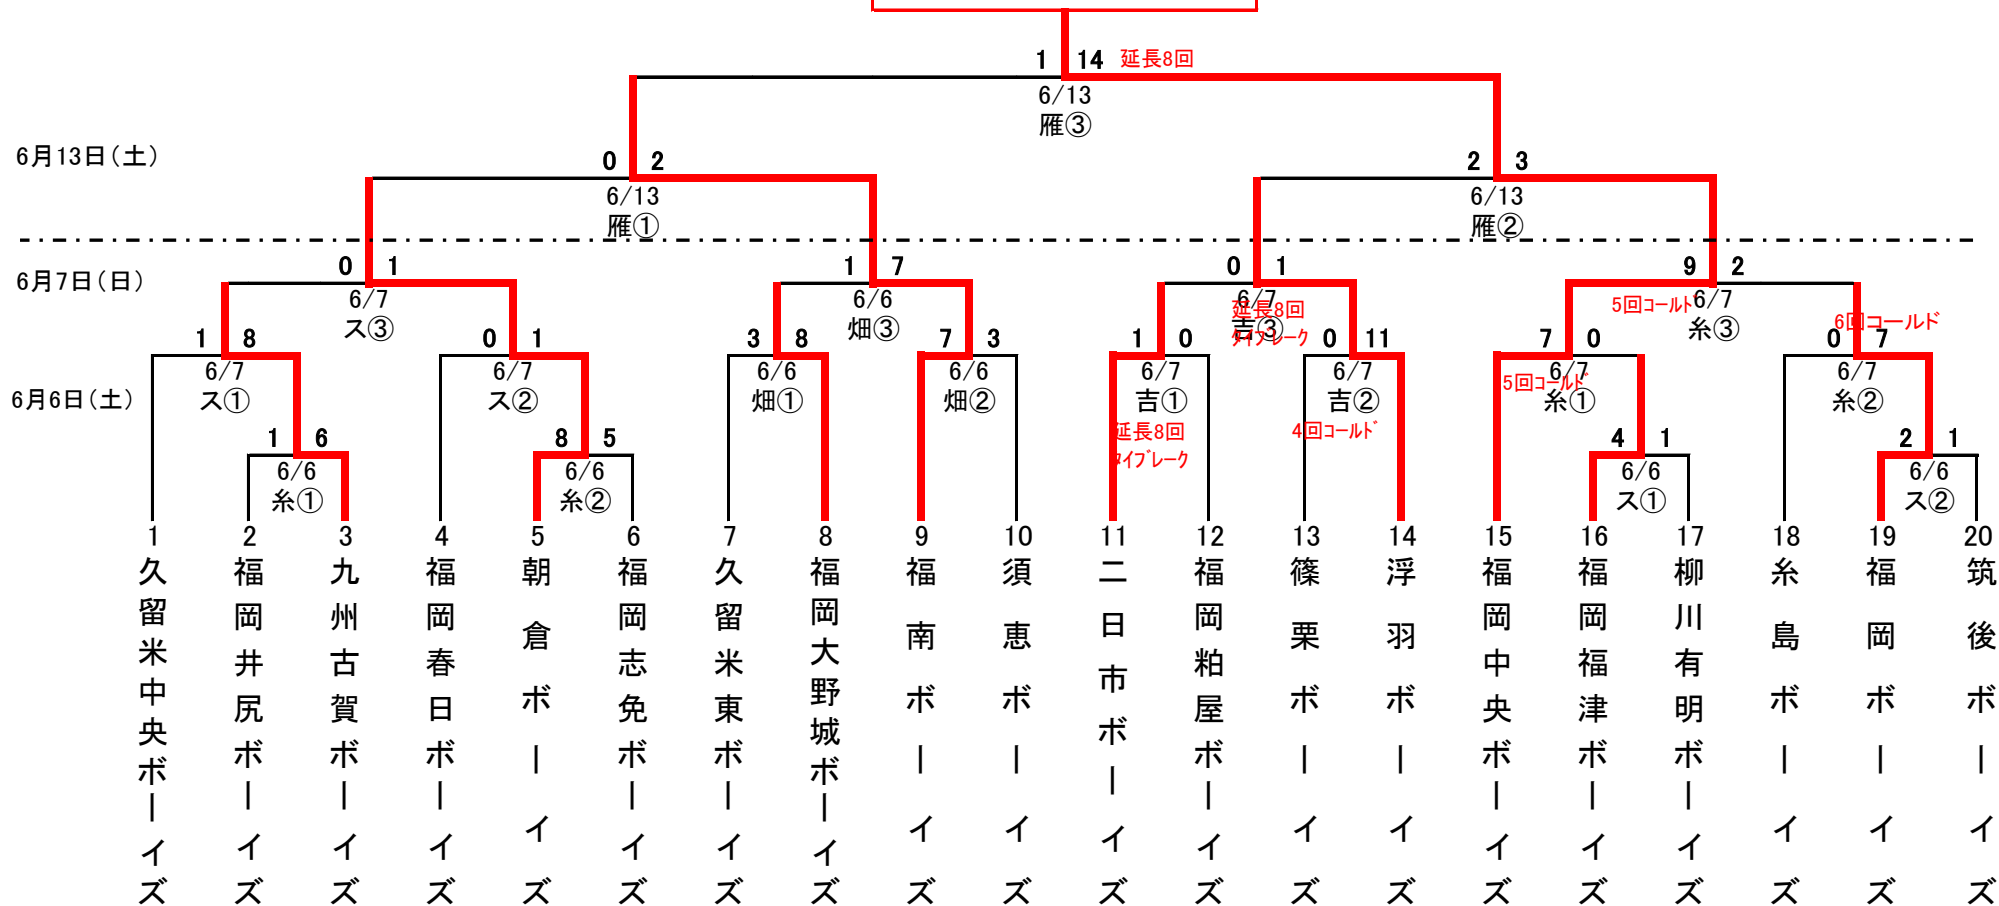 1 14 延長8回
6/13
雁③
6月13日(土)
0 2
6/13
雁①
2 3
6/13
雁②
6月7日(日)
0 1
6/7
ス③
1 7
6/6
畑③
0 1
6/7
吉③
延長8回
タイブレーク
9 2
6/7
糸③
5回コールド
6月6日(土)
1 8
6/7
ス①
0 1
6/7
ス②
3 8
6/6
畑①
7 3
6/6
畑②
1 0
6/7
吉①
延長8回
タイブレーク
0 11
6/7
吉②
4回コールド
7 0
6/7
糸①
5回コールド
6回コールド
0 7
6/7
糸②
1 6
6/6
糸①
8 5
6/6
糸②
4 1
6/6
ス①
2 1
6/6
ス②
1 久留米中央ボーイズ
2 福岡井尻ボーイズ
3 九州古賀ボーイズ
4 福岡春日ボーイズ
5 朝倉ボーイズ
6 福岡志免ボーイズ
7 久留米東ボーイズ
8 福岡大野城ボーイズ
9 福南ボーイズ
10 須恵ボーイズ
11 二日市ボーイズ
12 福岡粕屋ボーイズ
13 篠栗ボーイズ
14 浮羽ボーイズ
15 福岡中央ボーイズ
16 福岡福津ボーイズ
17 柳川有明ボーイズ
18 糸島ボーイズ
19 福岡ボーイズ
20 筑後ボーイズ